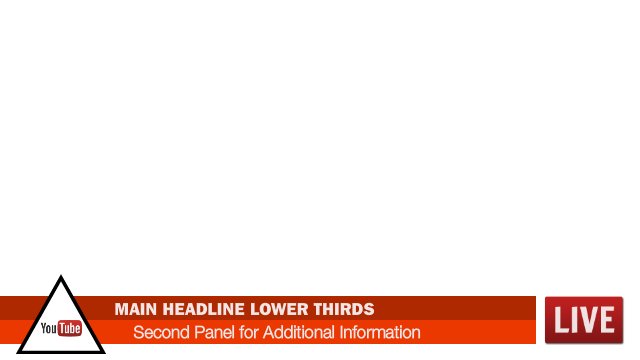 MAIN HEADLINE LOWER THIRDS
Second Panel for Additional Information
YouTube
LIVE